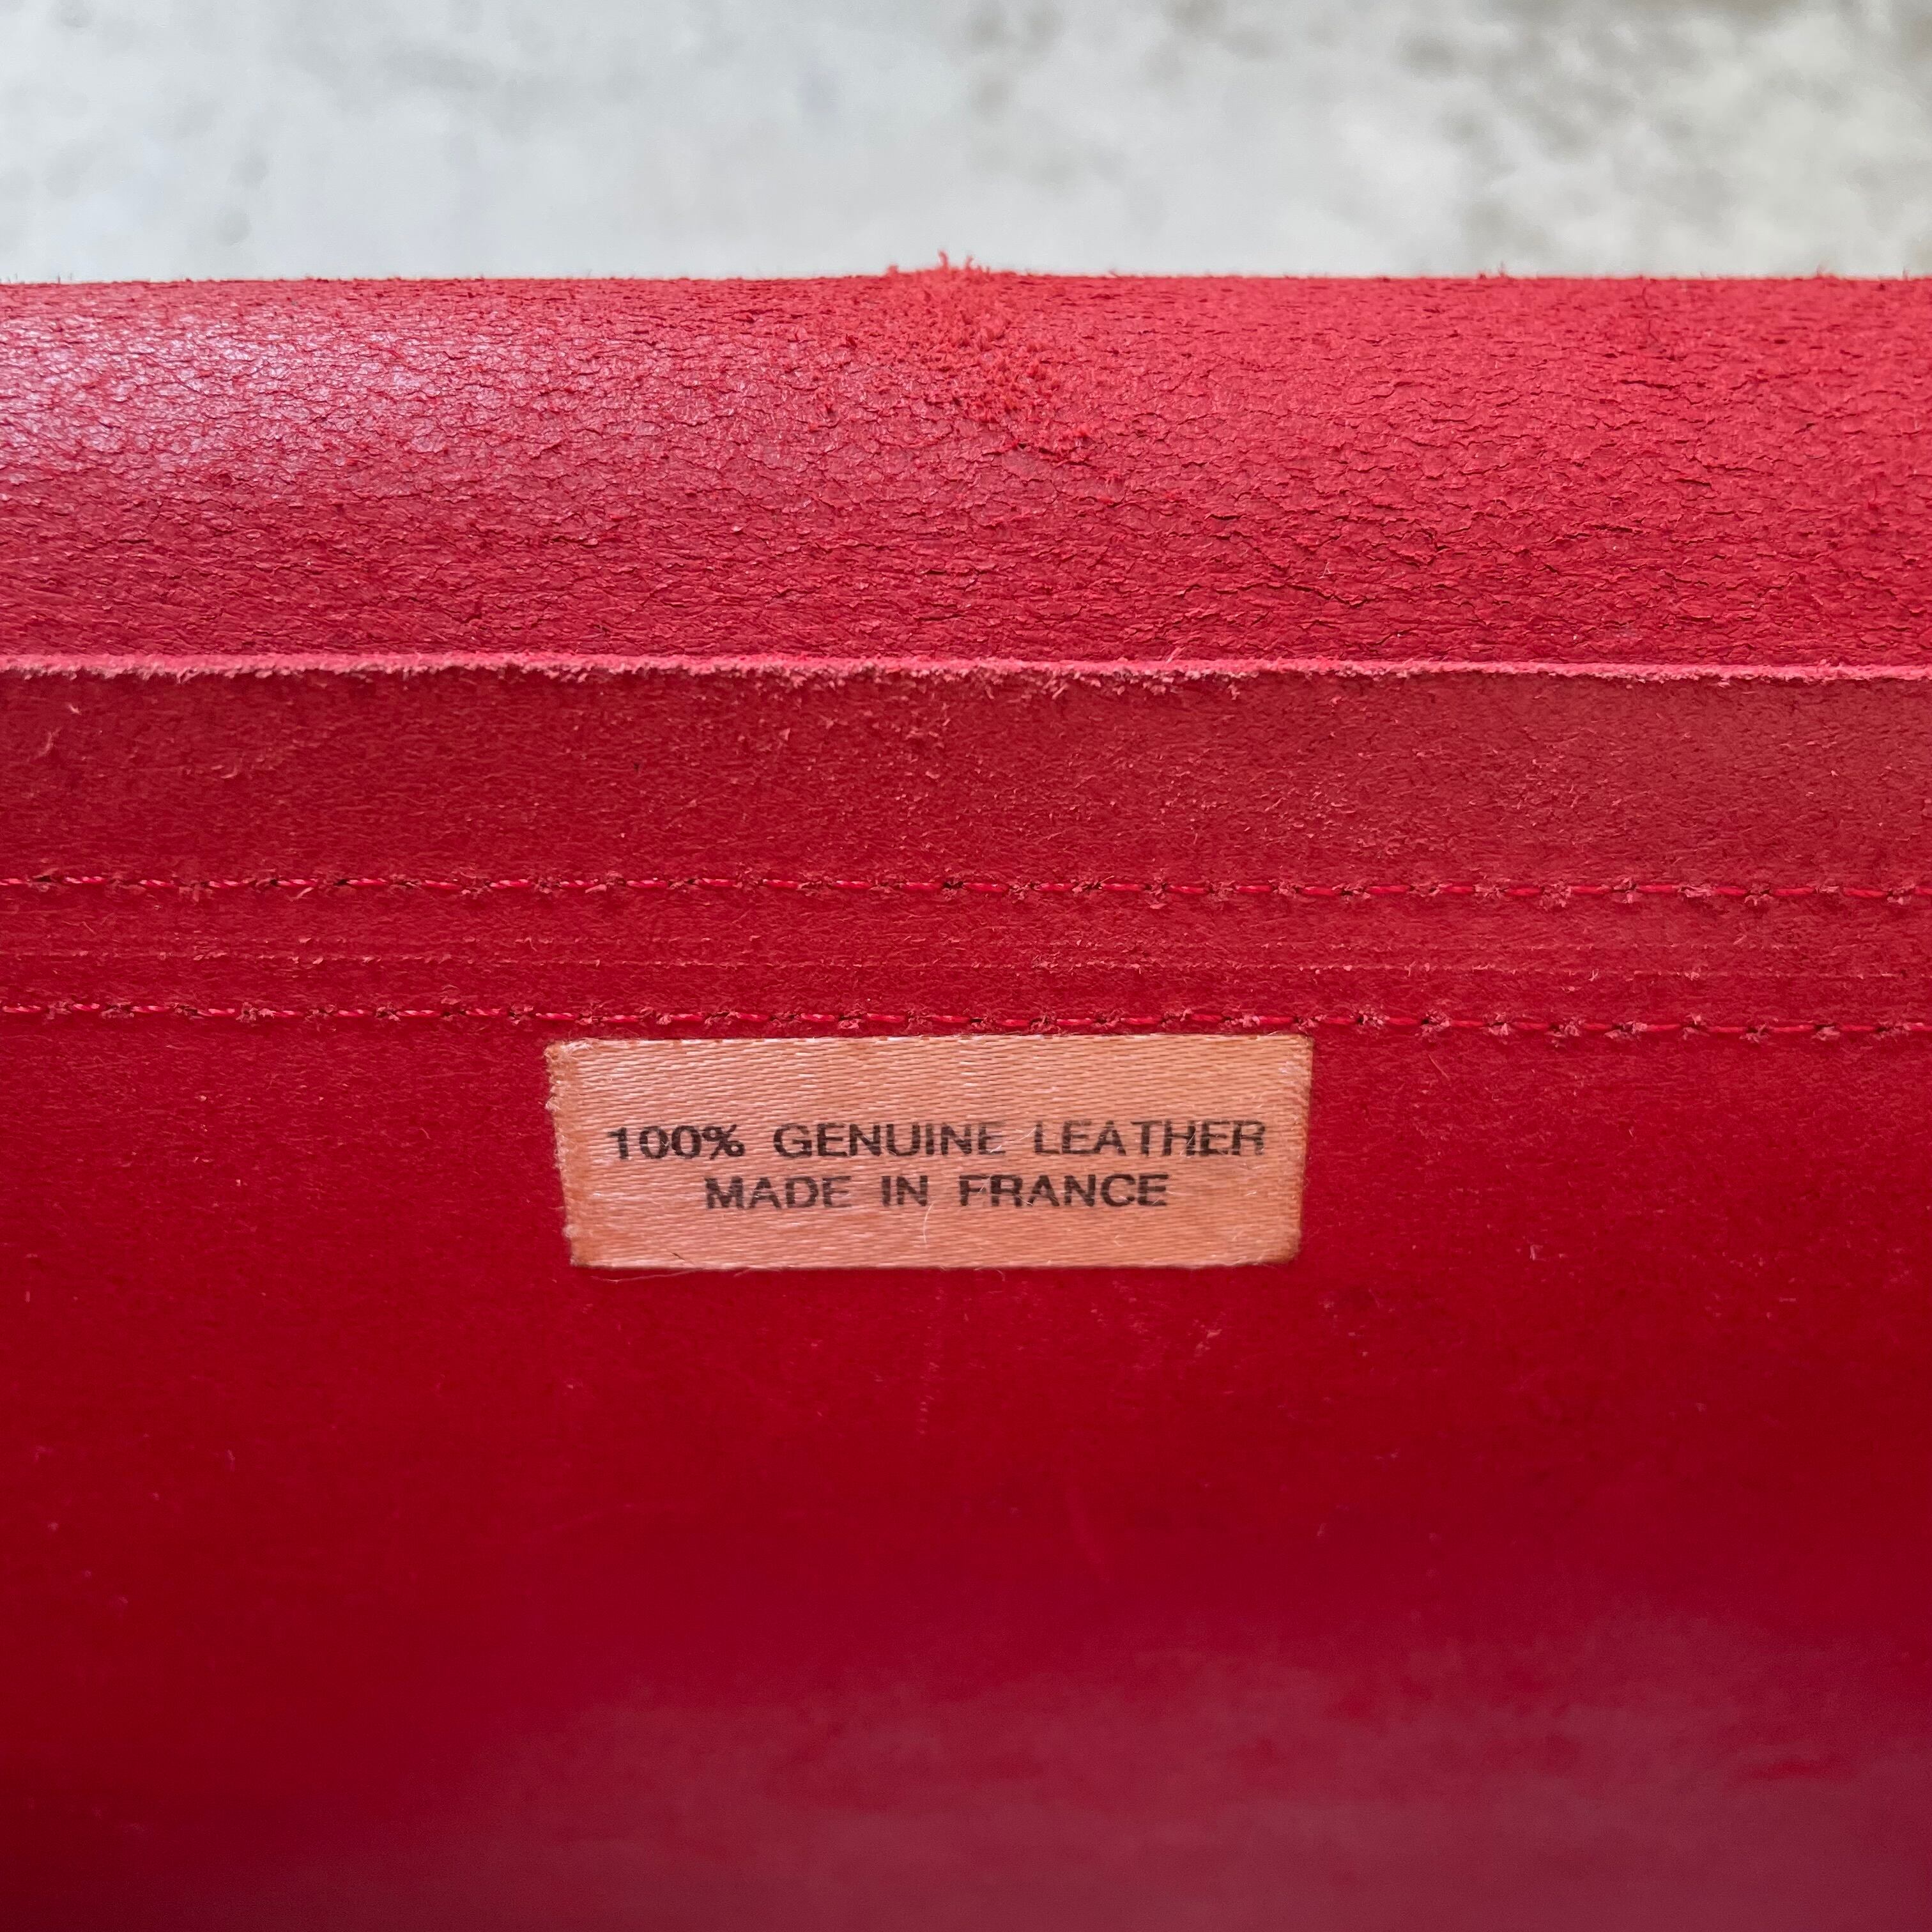 100% GENUINE LEATHER
MADE IN FRANCE